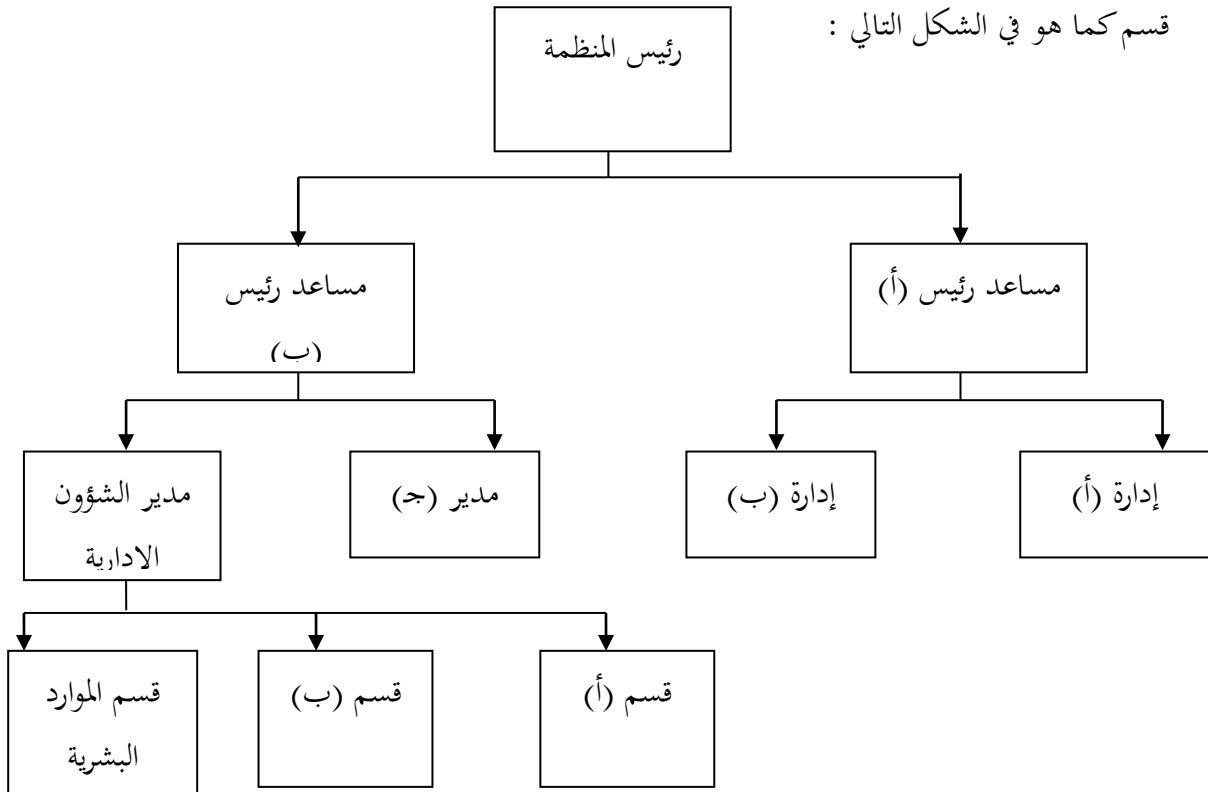 قسم كما هو في الشكل التالي :
رئيس المنظمة
مساعد رئيس (أ)
مساعد رئيس
(ب)
إدارة (أ)
إدارة (ب)
مدير (جـ)
مدير الشؤون
الادارية
قسم (أ)
قسم (ب)
قسم الموارد
البشرية